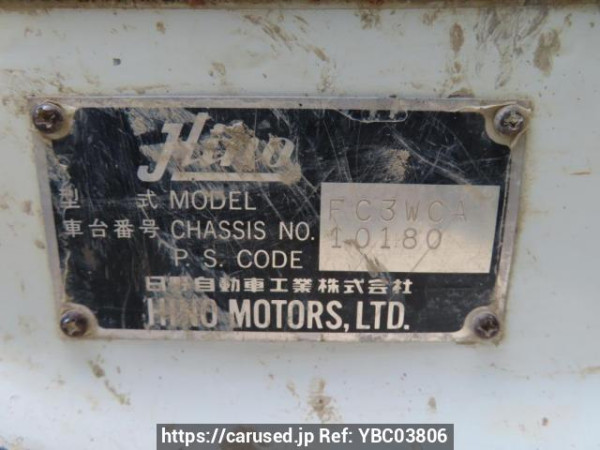 Hino
型式 MODEL FC3WCA
車台番号 CHASSIS NO. 10180
P. S. CODE
日野自動車工業株式会社
HINO MOTORS, LTD.
https://carused.jp Ref: YBC03806